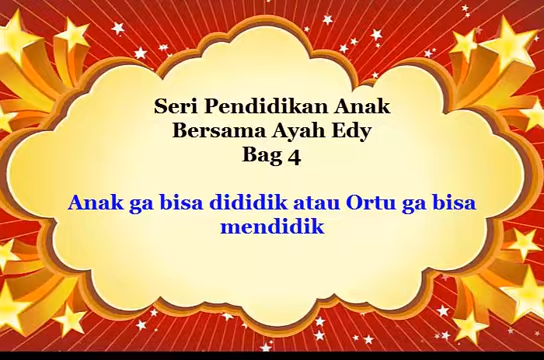 Seri Pendidikan Anak
Bersama Ayah Edy
Bag 4
Anak ga bisa dididik atau Ortu ga bisa
mendidik